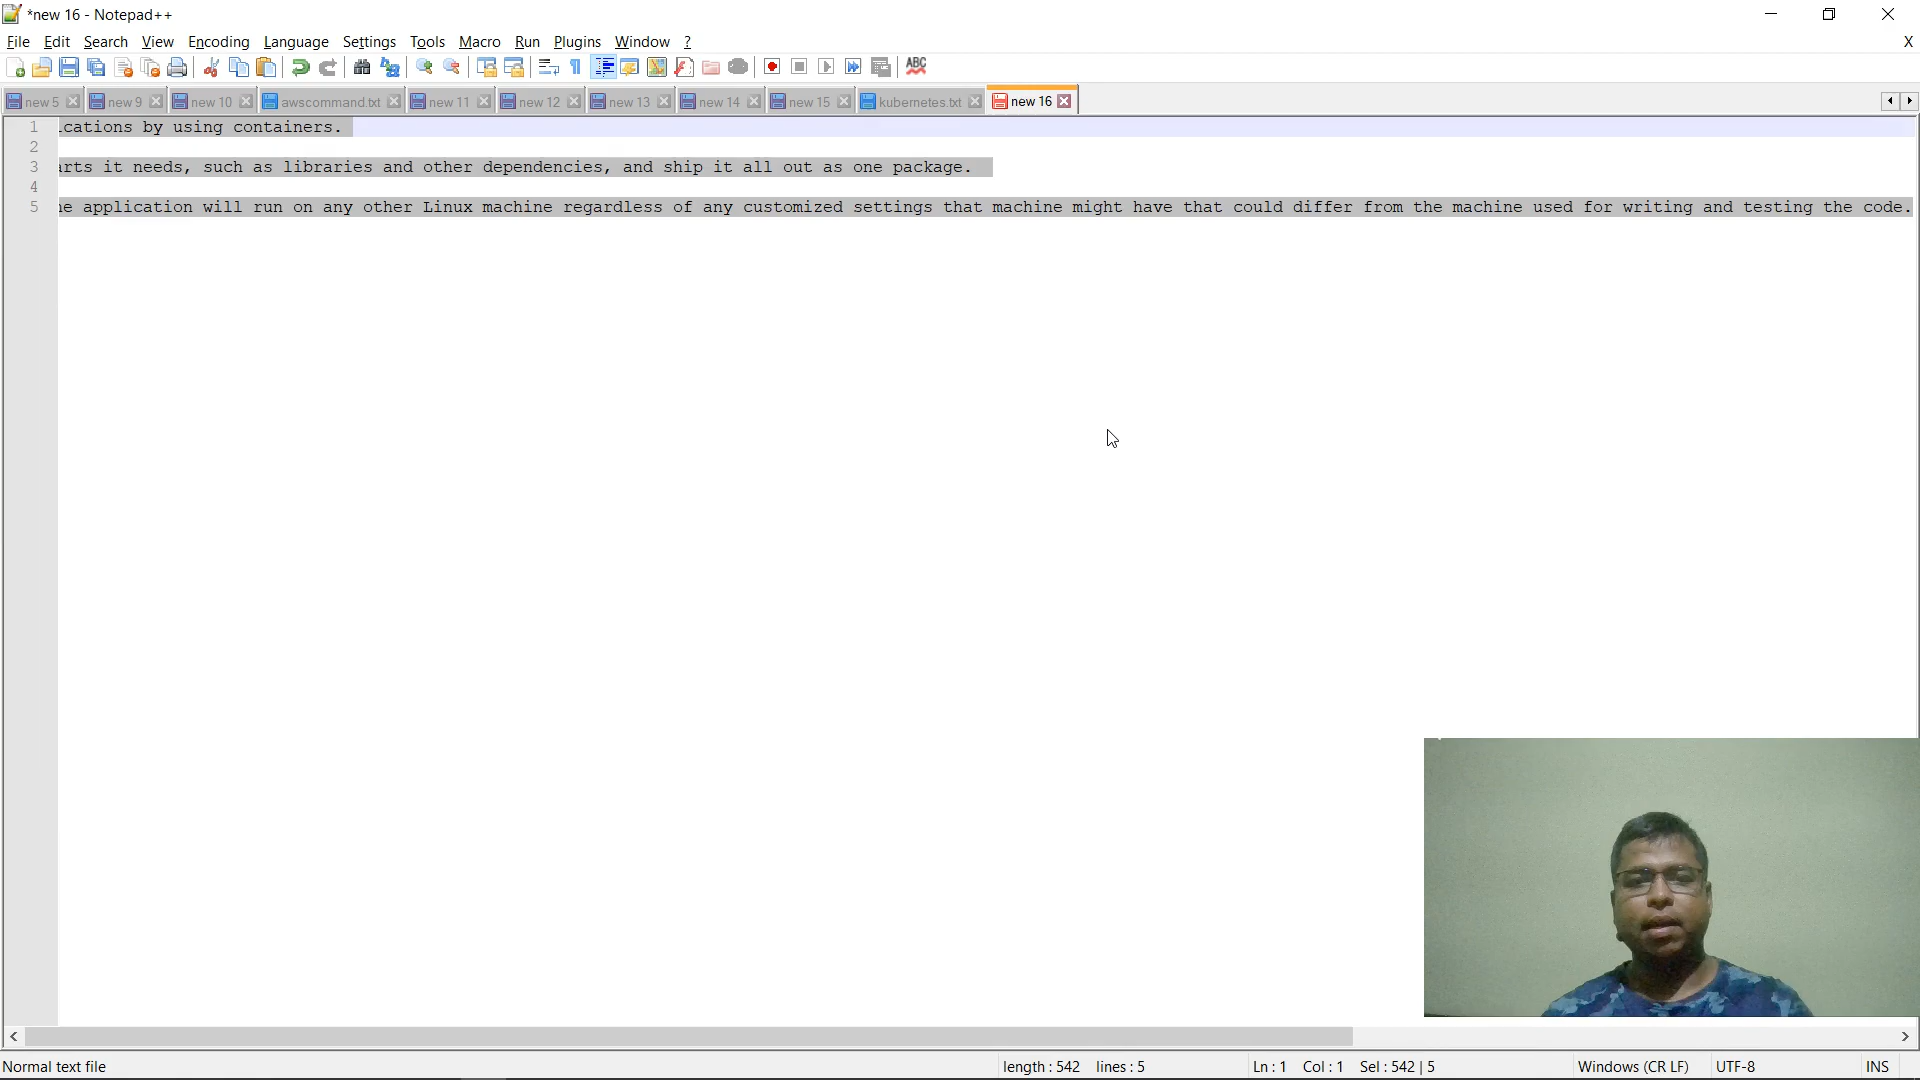 *new 16 - Notepad++
File Edit Search View Encoding Language Settings Tools Macro Run Plugins Window ? X
ABC
new 5 new 9 new 10 awscommand.txt new 11 new 12 new 13 new 14 new 15 kubernetes.txt new 16
1 ications by using containers.
2
3 arts it needs, such as libraries and other dependencies, and ship it all out as one package.
4
5 he application will run on any other Linux machine regardless of any customized settings that machine might have that could differ from the machine used for writing and testing the code.
Normal text file length : 542 lines : 5 Ln : 1 Col : 1 Sel : 542 | 5 Windows (CR LF) UTF-8 INS